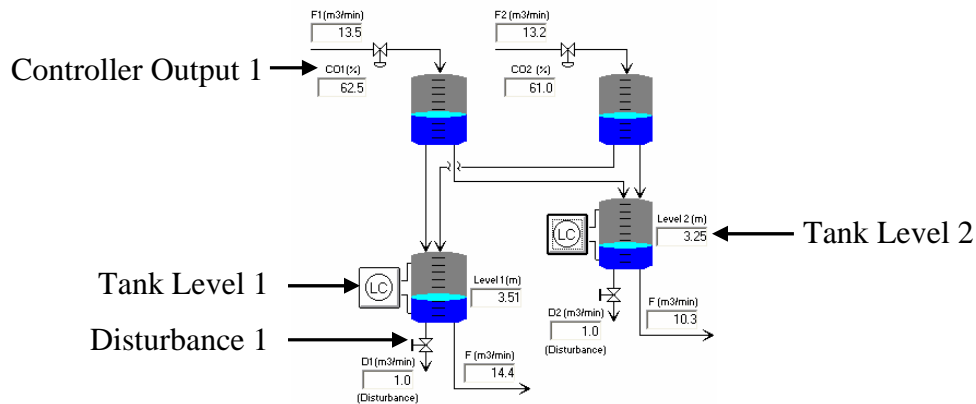 F1 (m3/min)
13.5
F2 (m3/min)
13.2
Controller Output 1
CO1(%)
62.5
CO2 (%)
61.0
LC
Level 2 (m)
3.25
Tank Level 2
Tank Level 1
LC
Level 1(m)
3.51
Disturbance 1
D2 (m3/min)
1.0
(Disturbance)
F (m3/min)
10.3
D1(m3/min)
1.0
(Disturbance)
F (m3/min)
14.4